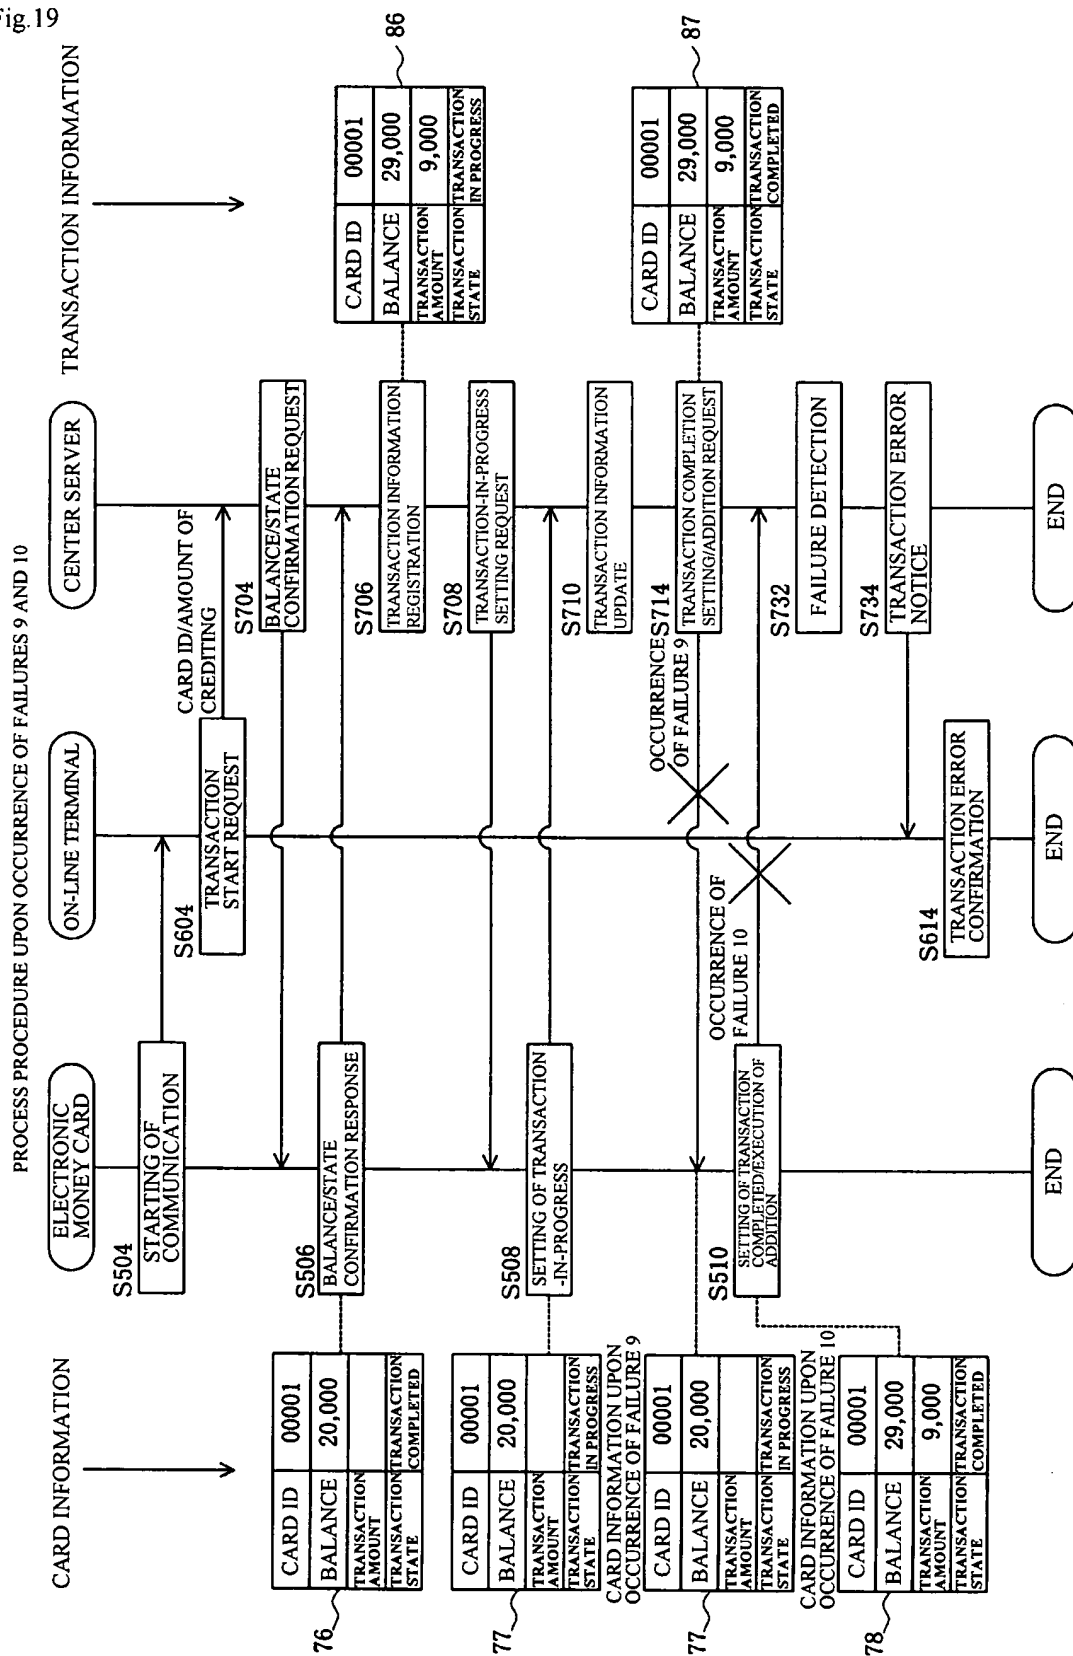 Fig.19
PROCESS PROCEDURE UPON OCCURRENCE OF FAILURES 9 AND 10
CARD INFORMATION
ELECTRONIC
MONEY CARD
ON-LINE TERMINAL
CENTER SERVER
TRANSACTION INFORMATION
S504
STARTING OF
COMMUNICATION
S604
TRANSACTION
START REQUEST
CARD ID/AMOUNT OF
CREDITING
S704
BALANCE/STATE
CONFIRMATION REQUEST
76
CARD ID 00001
BALANCE 20,000
TRANSACTION
AMOUNT
TRANSACTION
STATE
TRANSACTION
COMPLETED
S506
BALANCE/STATE
CONFIRMATION RESPONSE
S706
TRANSACTION INFORMATION
REGISTRATION
CARD ID 00001
BALANCE 29,000
TRANSACTION
AMOUNT
9,000
TRANSACTION
STATE
TRANSACTION
IN PROGRESS
86
S708
TRANSACTION-IN-PROGRESS
SETTING REQUEST
77
CARD ID 00001
BALANCE 20,000
TRANSACTION
AMOUNT
TRANSACTION
STATE
TRANSACTION
IN PROGRESS
S508
SETTING OF TRANSACTION
-IN-PROGRESS
S710
TRANSACTION INFORMATION
UPDATE
CARD INFORMATION UPON
OCCURRENCE OF FAILURE 9
77
CARD ID 00001
BALANCE 20,000
TRANSACTION
AMOUNT
TRANSACTION
STATE
TRANSACTION
IN PROGRESS
OCCURRENCE
OF FAILURE 9
S714
TRANSACTION COMPLETION
SETTING/ADDITION REQUEST
CARD ID 00001
BALANCE 29,000
TRANSACTION
AMOUNT
9,000
TRANSACTION
STATE
TRANSACTION
COMPLETED
87
S510
SETTING OF TRANSACTION
COMPLETED/EXECUTION OF
ADDITION
OCCURRENCE OF
FAILURE 10
S732
FAILURE DETECTION
CARD INFORMATION UPON
OCCURRENCE OF FAILURE 10
78
CARD ID 00001
BALANCE 29,000
TRANSACTION
AMOUNT
9,000
TRANSACTION
STATE
TRANSACTION
COMPLETED
S734
TRANSACTION ERROR
NOTICE
S614
TRANSACTION ERROR
CONFIRMATION
END
END
END